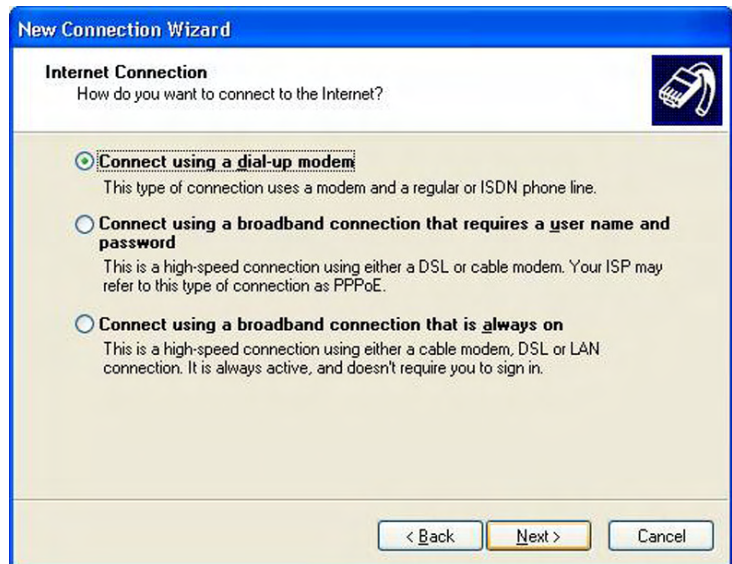 New Connection Wizard
Internet Connection
How do you want to connect to the Internet?
Connect using a dial-up modem
This type of connection uses a modem and a regular or ISDN phone line.
Connect using a broadband connection that requires a user name and
password
This is a high-speed connection using either a DSL or cable modem. Your ISP may
refer to this type of connection as PPPoE.
Connect using a broadband connection that is always on
This is a high-speed connection using either a cable modem, DSL or LAN
connection. It is always active, and doesn't require you to sign in.
< Back Next > Cancel